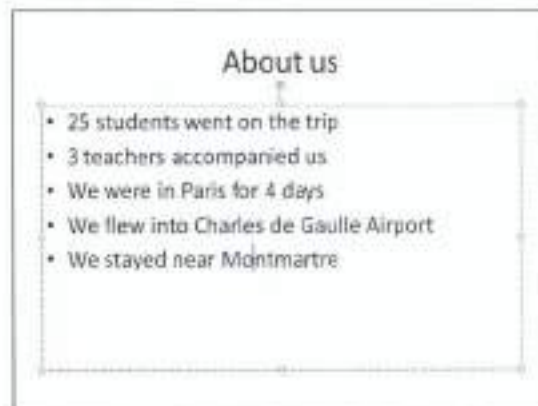 About us
• 25 students went on the trip
• 3 teachers accompanied us
• We were in Paris for 4 days
• We flew into Charles de Gaulle Airport
• We stayed near Montmartre